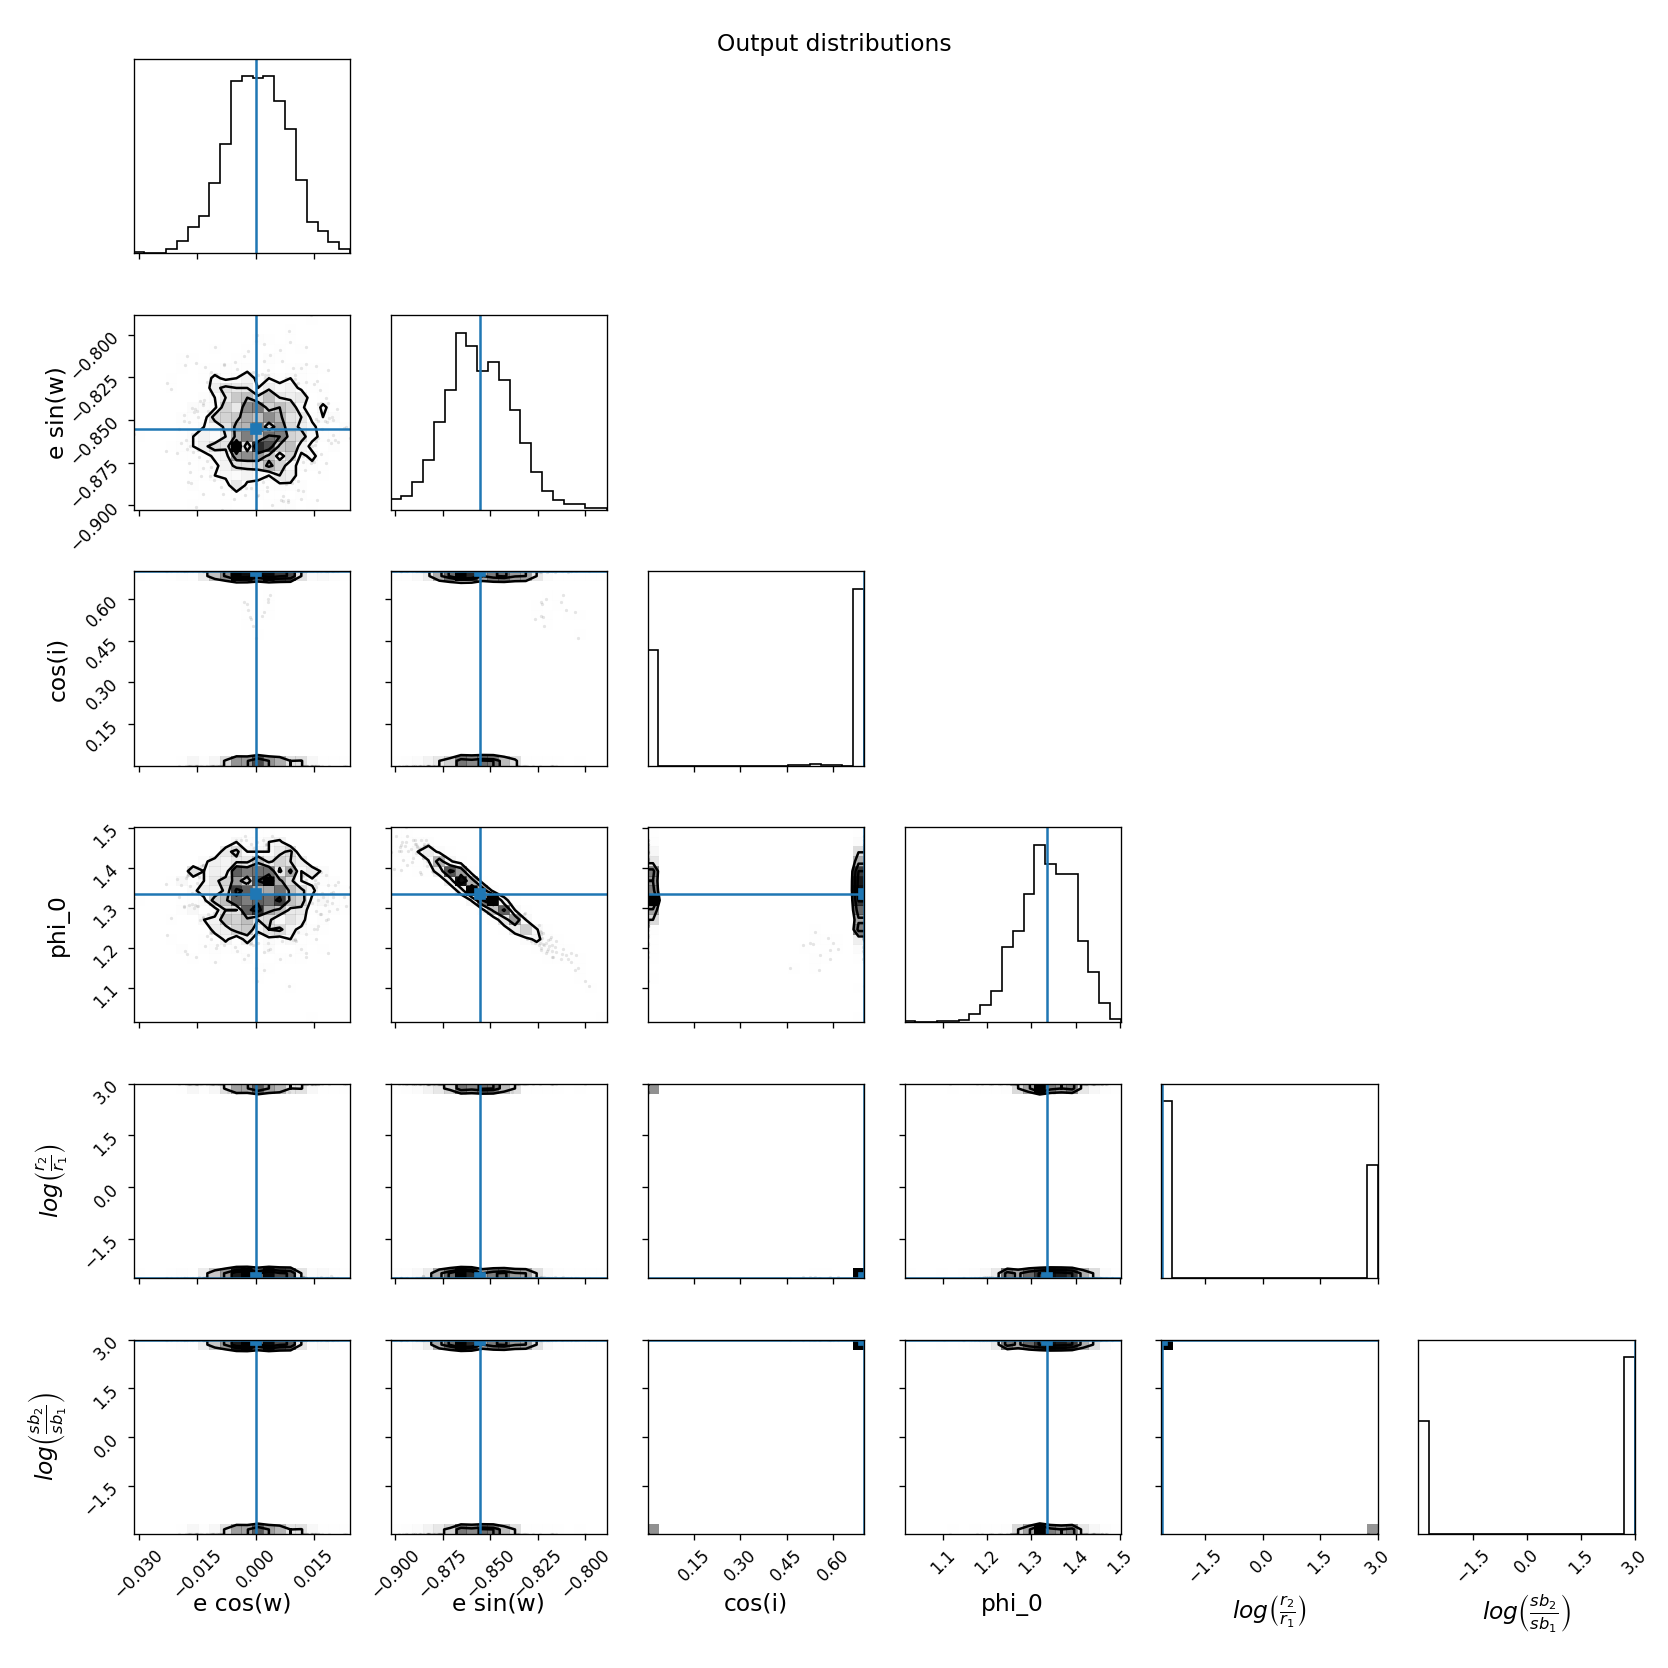 Output distributions
e sin(w)
−0.800
−0.825
−0.850
−0.875
−0.900
cos(i)
0.60
0.45
0.30
0.15
phi_0
1.5
1.4
1.3
1.2
1.1
log(r₂/r₁)
3.0
1.5
0.0
−1.5
log(sb₂/sb₁)
3.0
1.5
0.0
−1.5
−0.030 −0.015 0.000 0.015 −0.900 −0.875 −0.850 −0.825 −0.800 0.15 0.30 0.45 0.60 1.1 1.2 1.3 1.4 1.5 −1.5 0.0 1.5 3.0 −1.5 0.0 1.5 3.0
e cos(w) e sin(w) cos(i) phi_0 log(r₂/r₁) log(sb₂/sb₁)